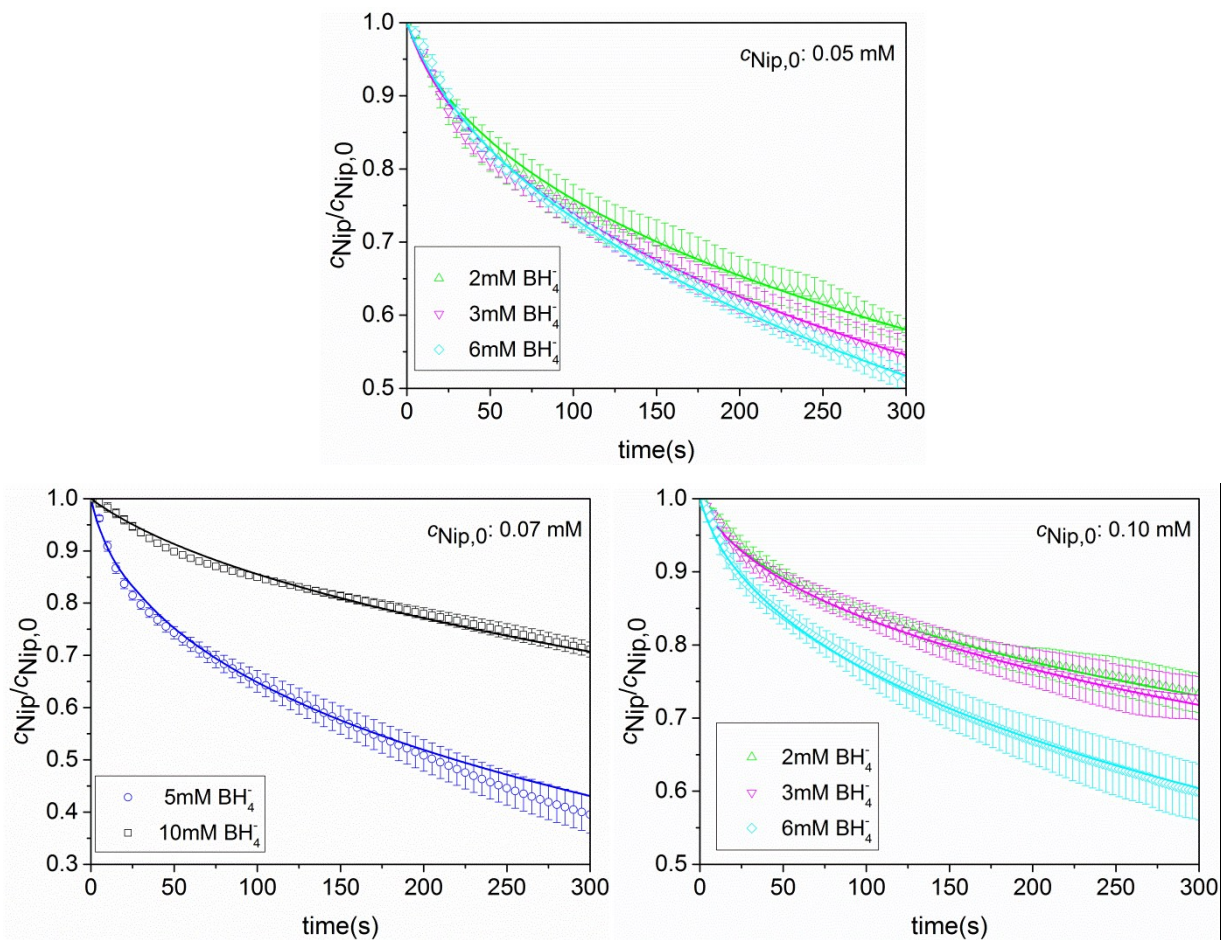 1.0
0.9
0.8
0.7
0.6
0.5
c_Nip/c_Nip,0
c_Nip,0: 0.05 mM
2mM BH₄⁻
3mM BH₄⁻
6mM BH₄⁻
0 50 100 150 200 250 300
time(s)
1.0
0.9
0.8
0.7
0.6
0.5
0.4
0.3
c_Nip/c_Nip,0
c_Nip,0: 0.07 mM
5mM BH₄⁻
10mM BH₄⁻
0 50 100 150 200 250 300
time(s)
1.0
0.9
0.8
0.7
0.6
0.5
c_Nip/c_Nip,0
c_Nip,0: 0.10 mM
2mM BH₄⁻
3mM BH₄⁻
6mM BH₄⁻
0 50 100 150 200 250 300
time(s)